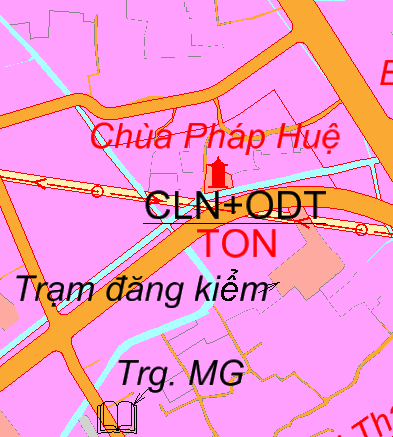 Chùa Pháp Huệ
CLN+ODT
TON
Trạm đăng kiểm
Trg. MG